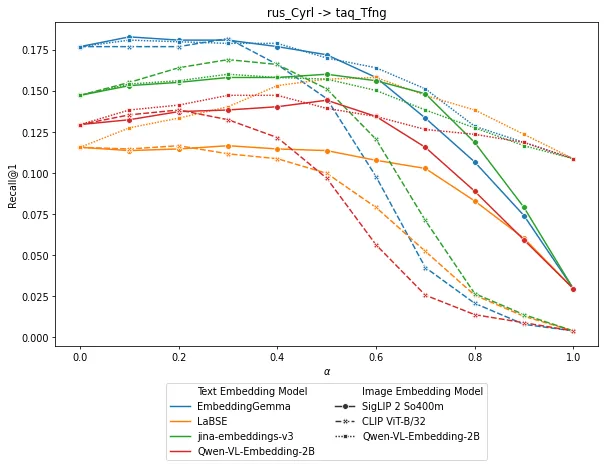 rus_Cyrl -> taq_Tfng
Recall@1
0.175
0.150
0.125
0.100
0.075
0.050
0.025
0.000
0.0 0.2 0.4 0.6 0.8 1.0
α
Text Embedding Model Image Embedding Model
EmbeddingGemma SigLIP 2 So400m
LaBSE CLIP ViT-B/32
jina-embeddings-v3 Qwen-VL-Embedding-2B
Qwen-VL-Embedding-2B